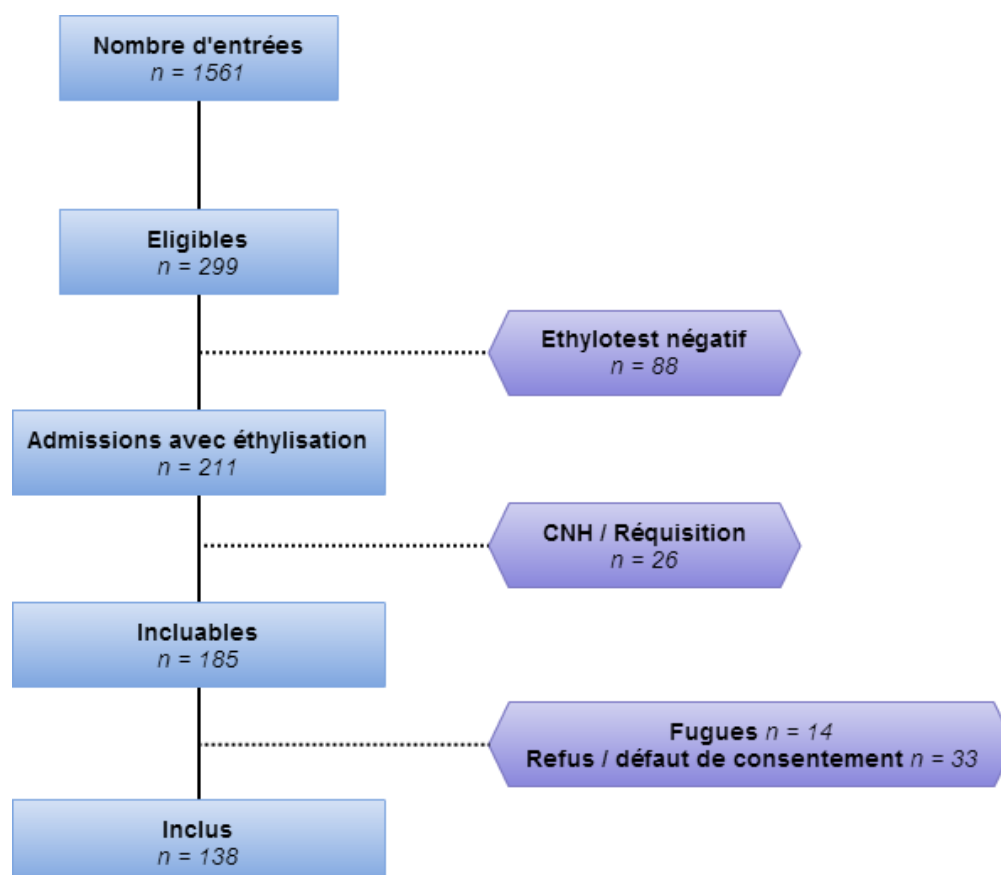 Nombre d'entrées
n = 1561
Eligibles
n = 299
Ethylotest négatif
n = 88
Admissions avec éthylisation
n = 211
CNH / Réquisition
n = 26
Incluables
n = 185
Fugues n = 14
Refus / défaut de consentement n = 33
Inclus
n = 138